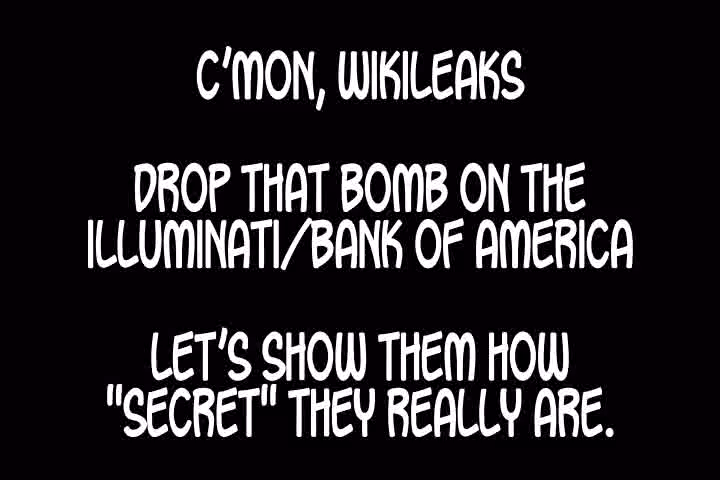 C'MON, WIKILEAKS
DROP THAT BOMB ON THE
ILLUMINATI/BANK OF AMERICA
LET'S SHOW THEM HOW
"SECRET" THEY REALLY ARE.